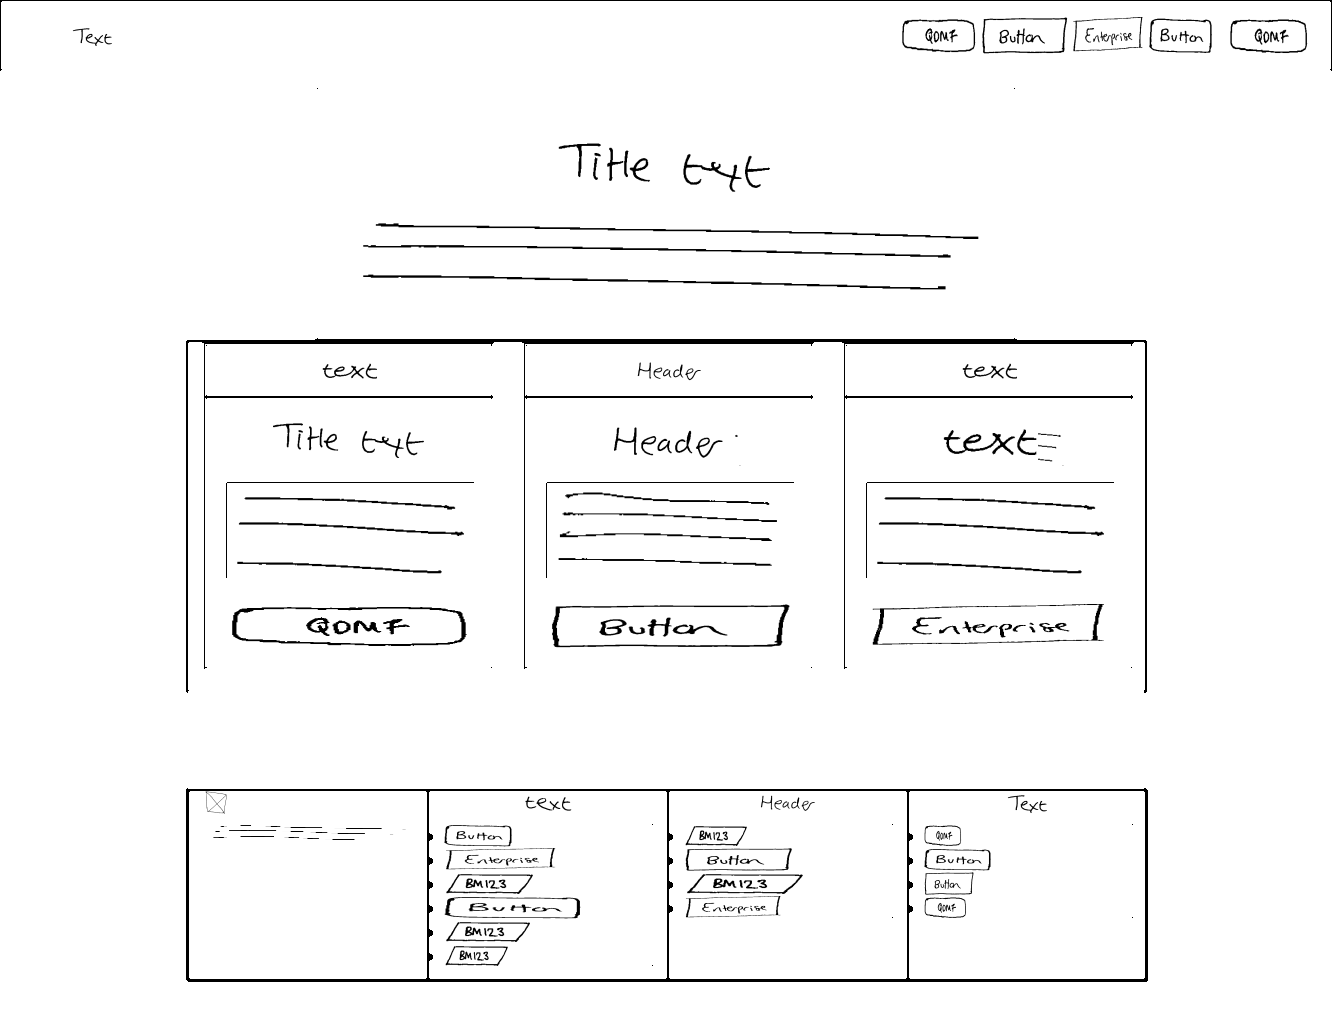 Text QOMF Button Enterprise Button QOMF
Title text
text Header text
Title text Header text
QOMF Button Enterprise
text Header Text
Button BM123 QOMF
Enterprise Button Button
BM123 BM123 Button
Button Enterprise QOMF
BM123
BM123